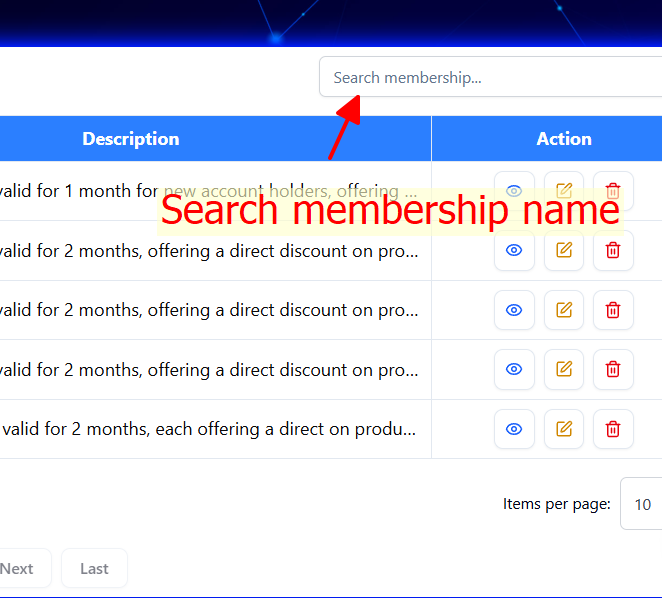 Search membership...
Description Action
valid for 1 month for new account holders, offering ...
Search membership name
valid for 2 months, offering a direct discount on pro...
valid for 2 months, offering a direct discount on pro...
valid for 2 months, offering a direct discount on pro...
valid for 2 months, each offering a direct on produ...
Items per page: 10
Next Last